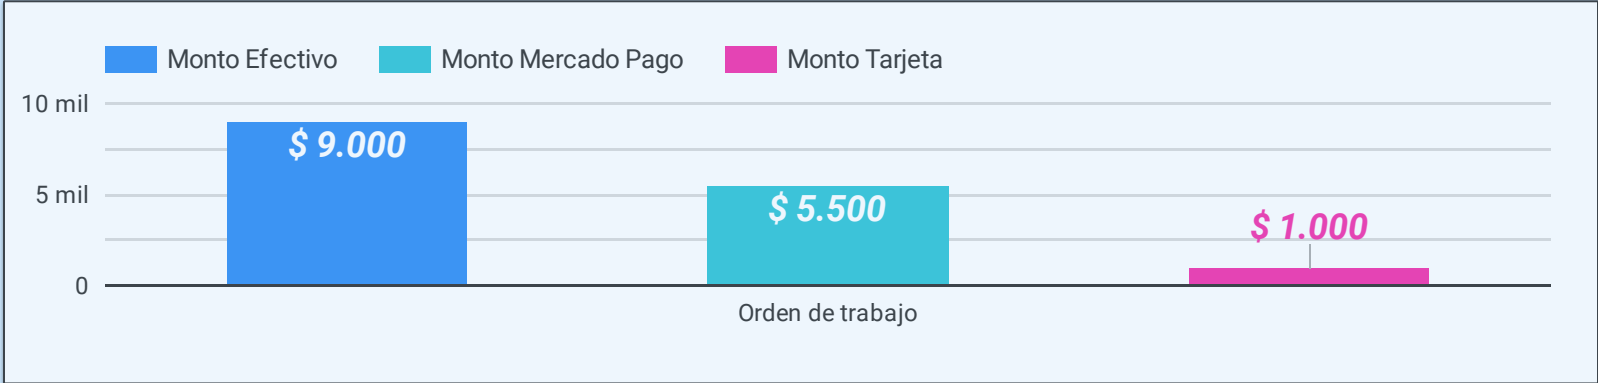 Monto Efectivo Monto Mercado Pago Monto Tarjeta
10 mil
$ 9.000
5 mil
$ 5.500
$ 1.000
0
Orden de trabajo